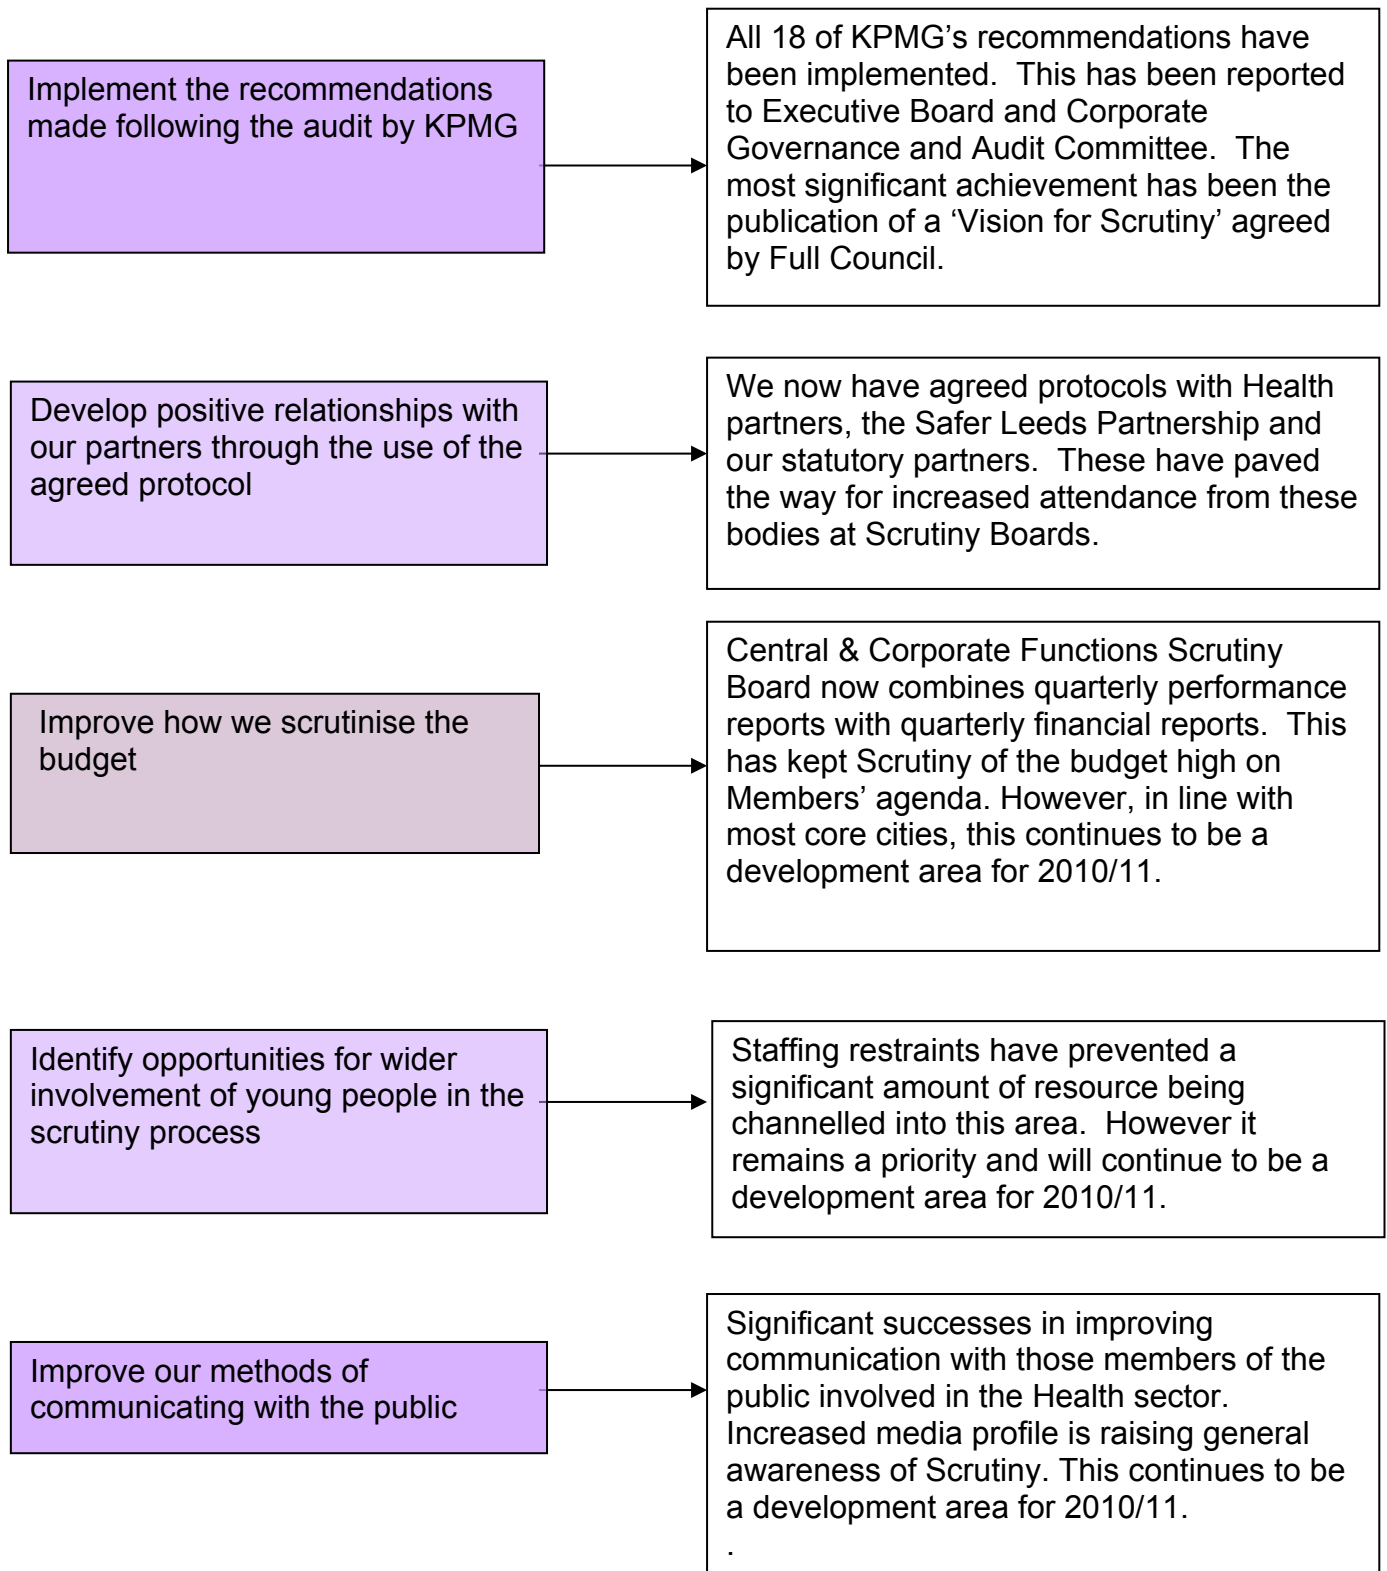 Implement the recommendations
made following the audit by KPMG
All 18 of KPMG’s recommendations have
been implemented.  This has been reported
to Executive Board and Corporate
Governance and Audit Committee.  The
most significant achievement has been the
publication of a ‘Vision for Scrutiny’ agreed
by Full Council.
Develop positive relationships with
our partners through the use of the
agreed protocol
We now have agreed protocols with Health
partners, the Safer Leeds Partnership and
our statutory partners.  These have paved
the way for increased attendance from these
bodies at Scrutiny Boards.
Improve how we scrutinise the
budget
Central & Corporate Functions Scrutiny
Board now combines quarterly performance
reports with quarterly financial reports.  This
has kept Scrutiny of the budget high on
Members’ agenda. However, in line with
most core cities, this continues to be a
development area for 2010/11.
Identify opportunities for wider
involvement of young people in the
scrutiny process
Staffing restraints have prevented a
significant amount of resource being
channelled into this area.  However it
remains a priority and will continue to be a
development area for 2010/11.
Improve our methods of
communicating with the public
Significant successes in improving
communication with those members of the
public involved in the Health sector.
Increased media profile is raising general
awareness of Scrutiny. This continues to be
a development area for 2010/11.
.